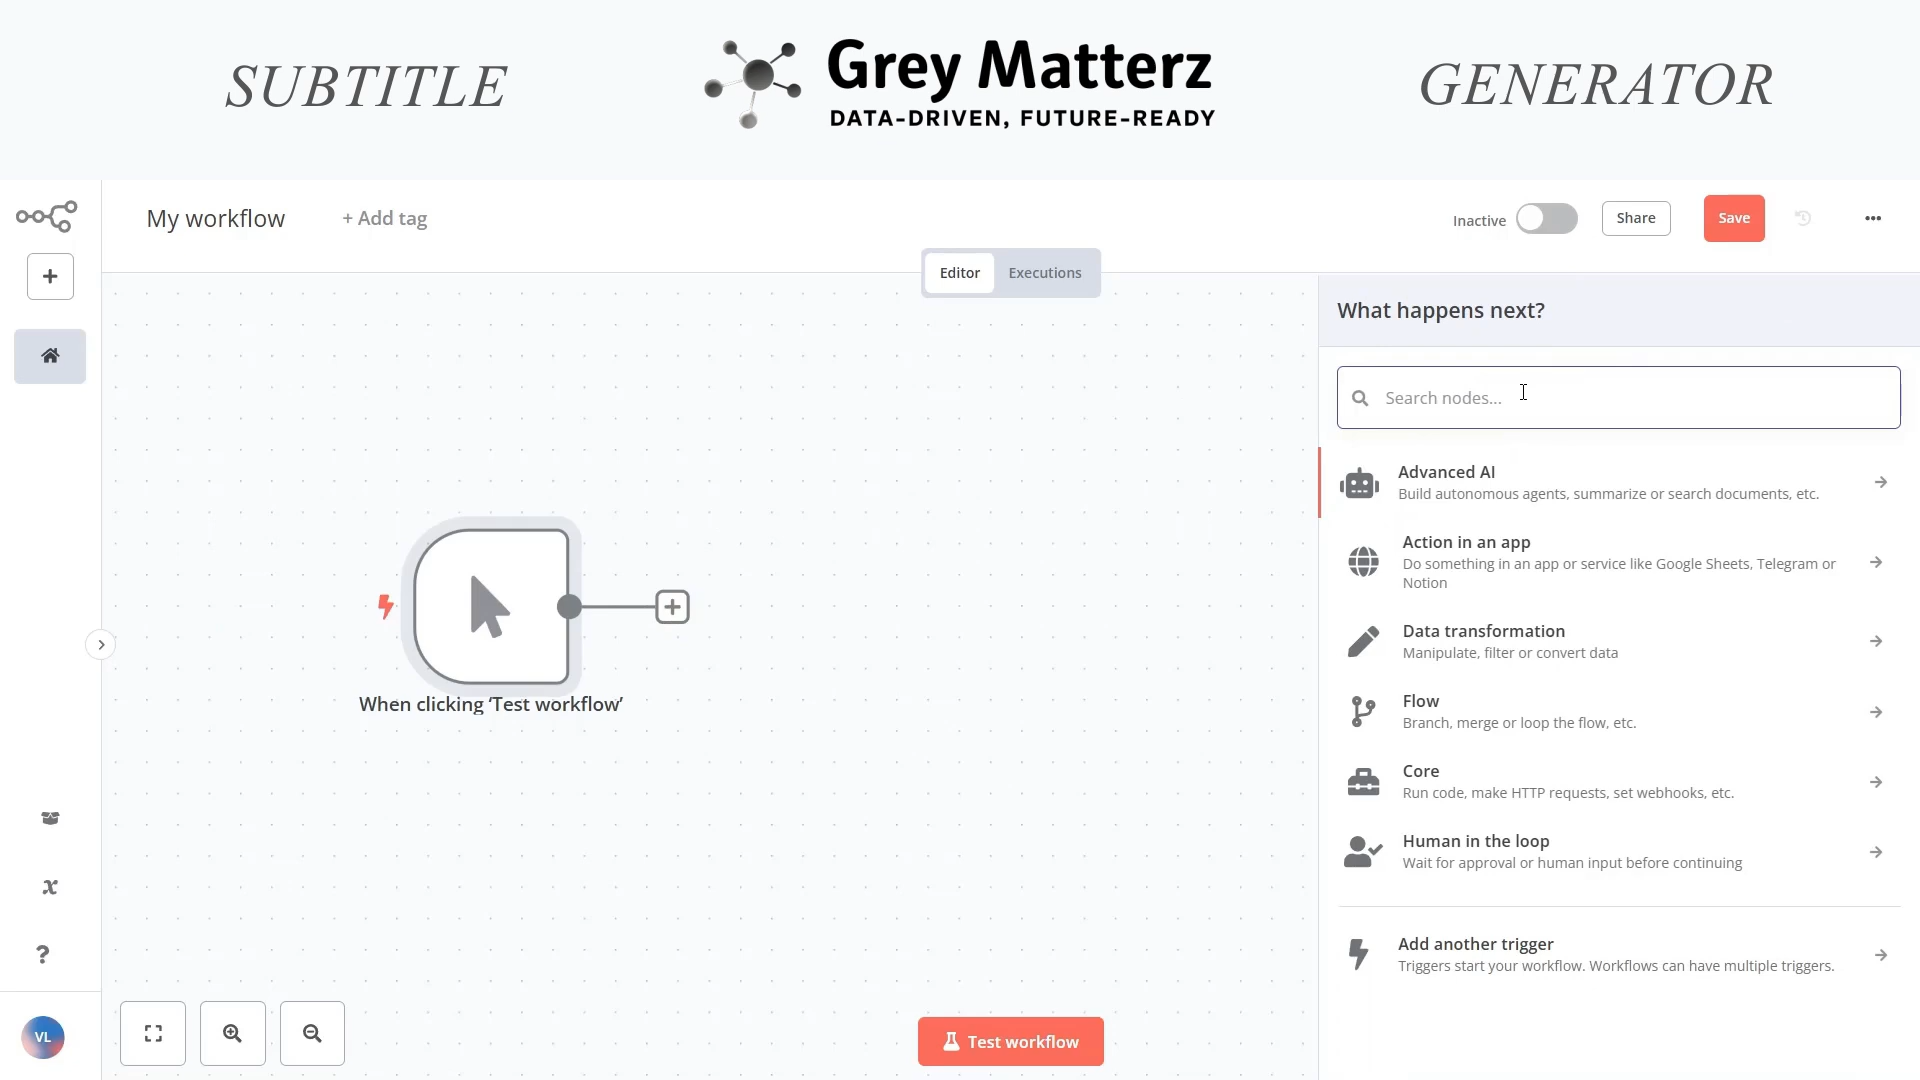 SUBTITLE
Grey Matterz
DATA-DRIVEN, FUTURE-READY
GENERATOR
My workflow
+ Add tag
Inactive
Share
Save
Editor
Executions
What happens next?
Search nodes...
Advanced AI
Build autonomous agents, summarize or search documents, etc.
Action in an app
Do something in an app or service like Google Sheets, Telegram or
Notion
Data transformation
Manipulate, filter or convert data
Flow
Branch, merge or loop the flow, etc.
Core
Run code, make HTTP requests, set webhooks, etc.
Human in the loop
Wait for approval or human input before continuing
Add another trigger
Triggers start your workflow. Workflows can have multiple triggers.
When clicking ‘Test workflow’
VL
Test workflow